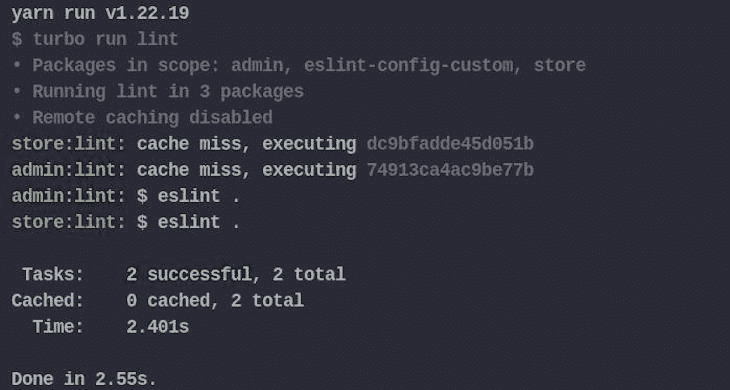 yarn run v1.22.19
$ turbo run lint
• Packages in scope: admin, eslint-config-custom, store
• Running lint in 3 packages
• Remote caching disabled
store:lint: cache miss, executing dc9bfadde45d051b
admin:lint: cache miss, executing 74913ca4ac9be77b
admin:lint: $ eslint .
store:lint: $ eslint .
Tasks:    2 successful, 2 total
Cached:    0 cached, 2 total
Time:    2.401s
Done in 2.55s.